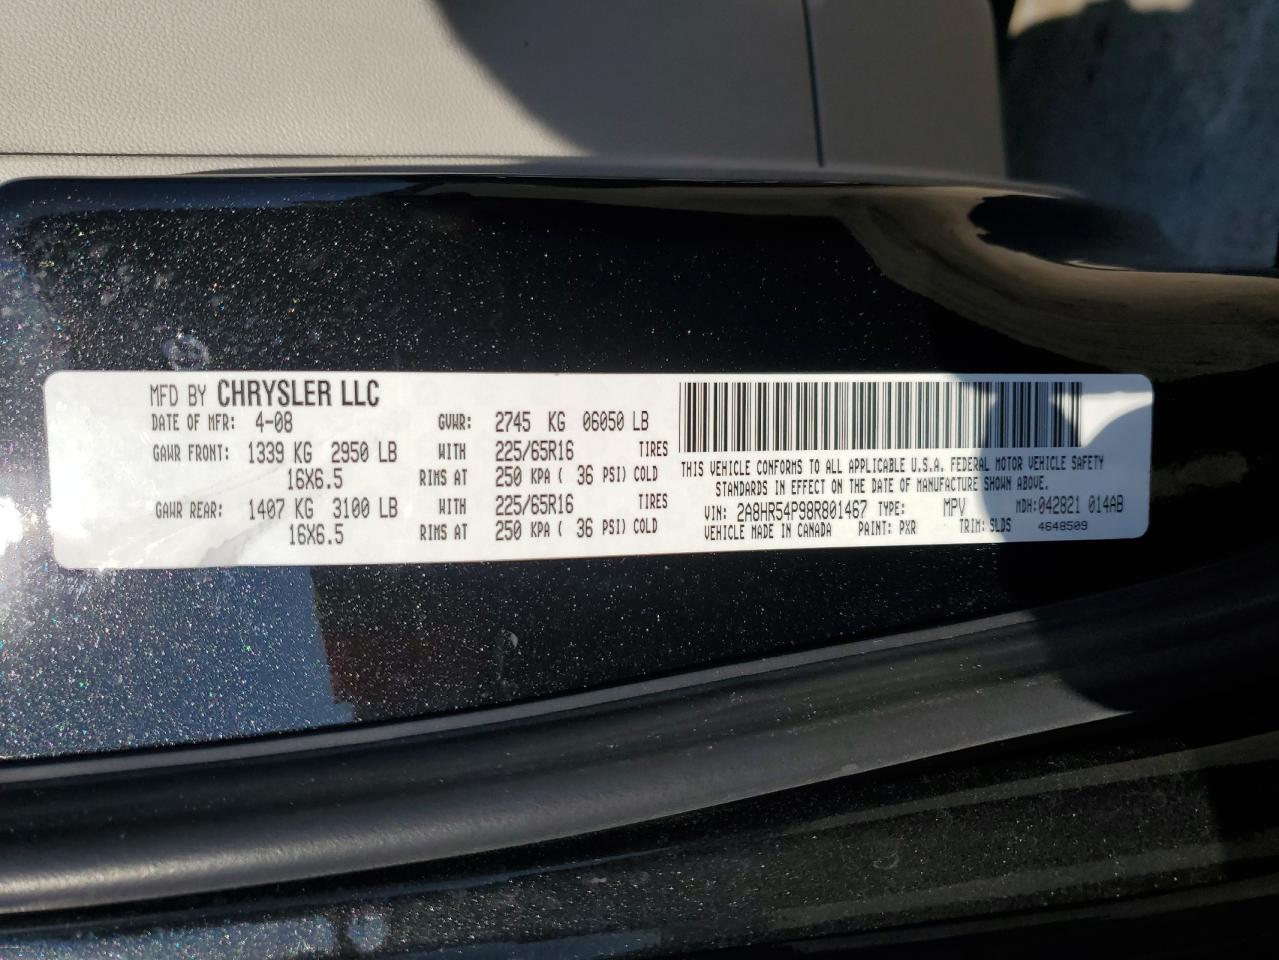 MFD BY CHRYSLER LLC
DATE OF MFR: 4-08 GVWR: 2745 KG 06050 LB
GAWR FRONT: 1339 KG 2950 LB WITH 225/65R16 TIRES
16X6.5 RIMS AT 250 KPA ( 36 PSI) COLD
GAWR REAR: 1407 KG 3100 LB WITH 225/65R16 TIRES
16X6.5 RIMS AT 250 KPA ( 36 PSI) COLD
THIS VEHICLE CONFORMS TO ALL APPLICABLE U.S.A. FEDERAL MOTOR VEHICLE SAFETY
STANDARDS IN EFFECT ON THE DATE OF MANUFACTURE SHOWN ABOVE.
VIN: 2A8HR54P98R801467 TYPE: MPV MDH:042821 014AB
VEHICLE MADE IN CANADA PAINT: PXR TRIM: SLDS 4648509